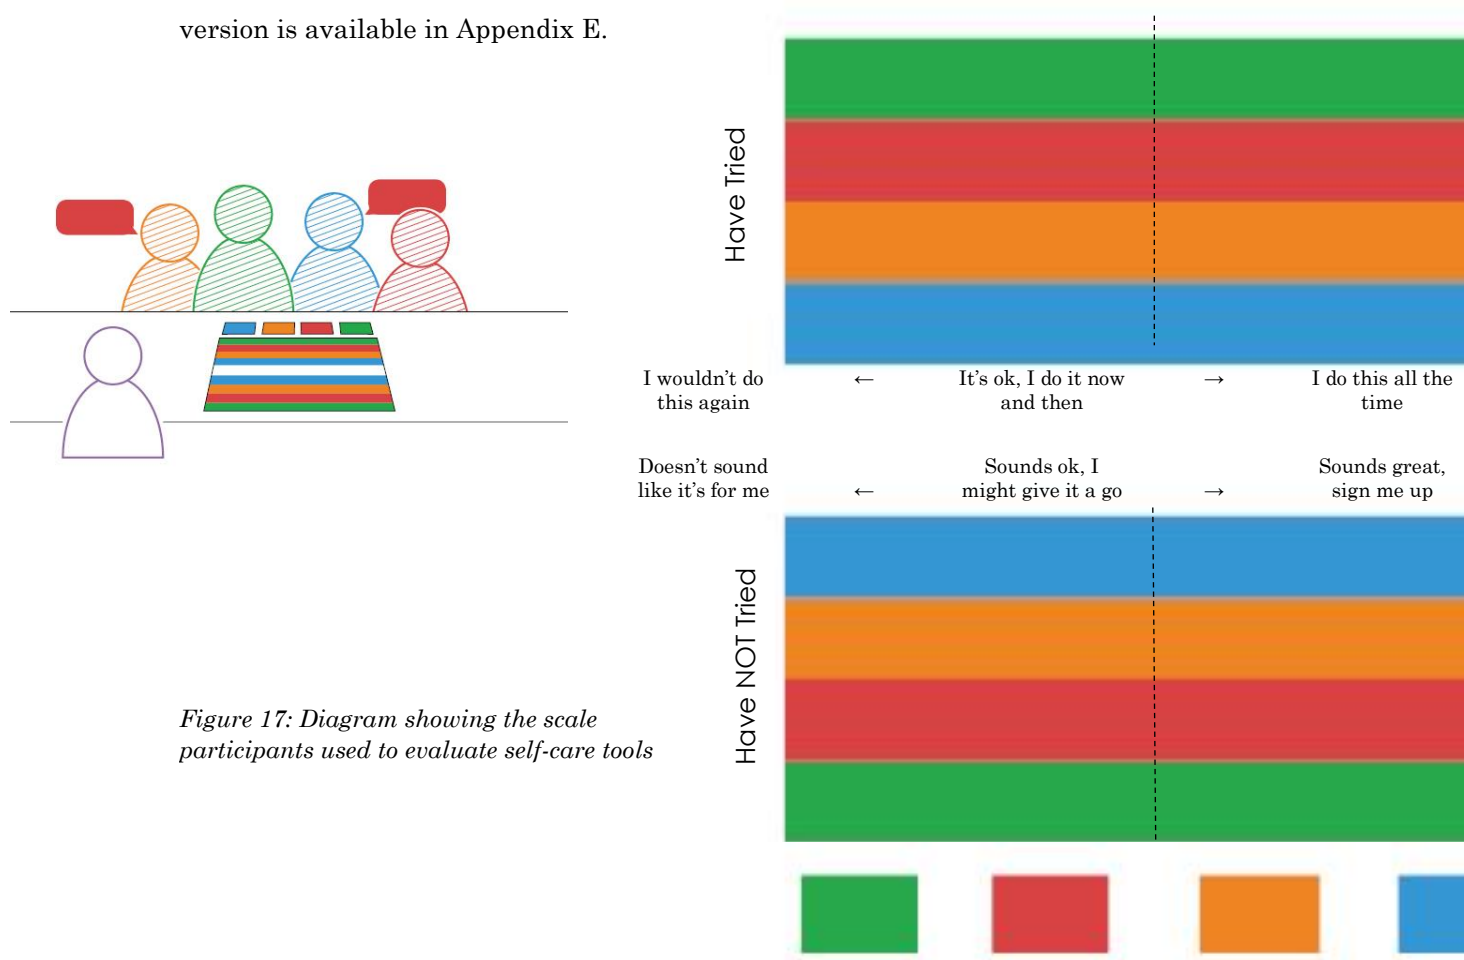 version is available in Appendix E.
Have Tried
I wouldn't do
this again
←
It's ok, I do it now
and then
→
I do this all the
time
Doesn't sound
like it's for me
←
Sounds ok, I
might give it a go
→
Sounds great,
sign me up
Have NOT Tried
Figure 17: Diagram showing the scale
participants used to evaluate self-care tools